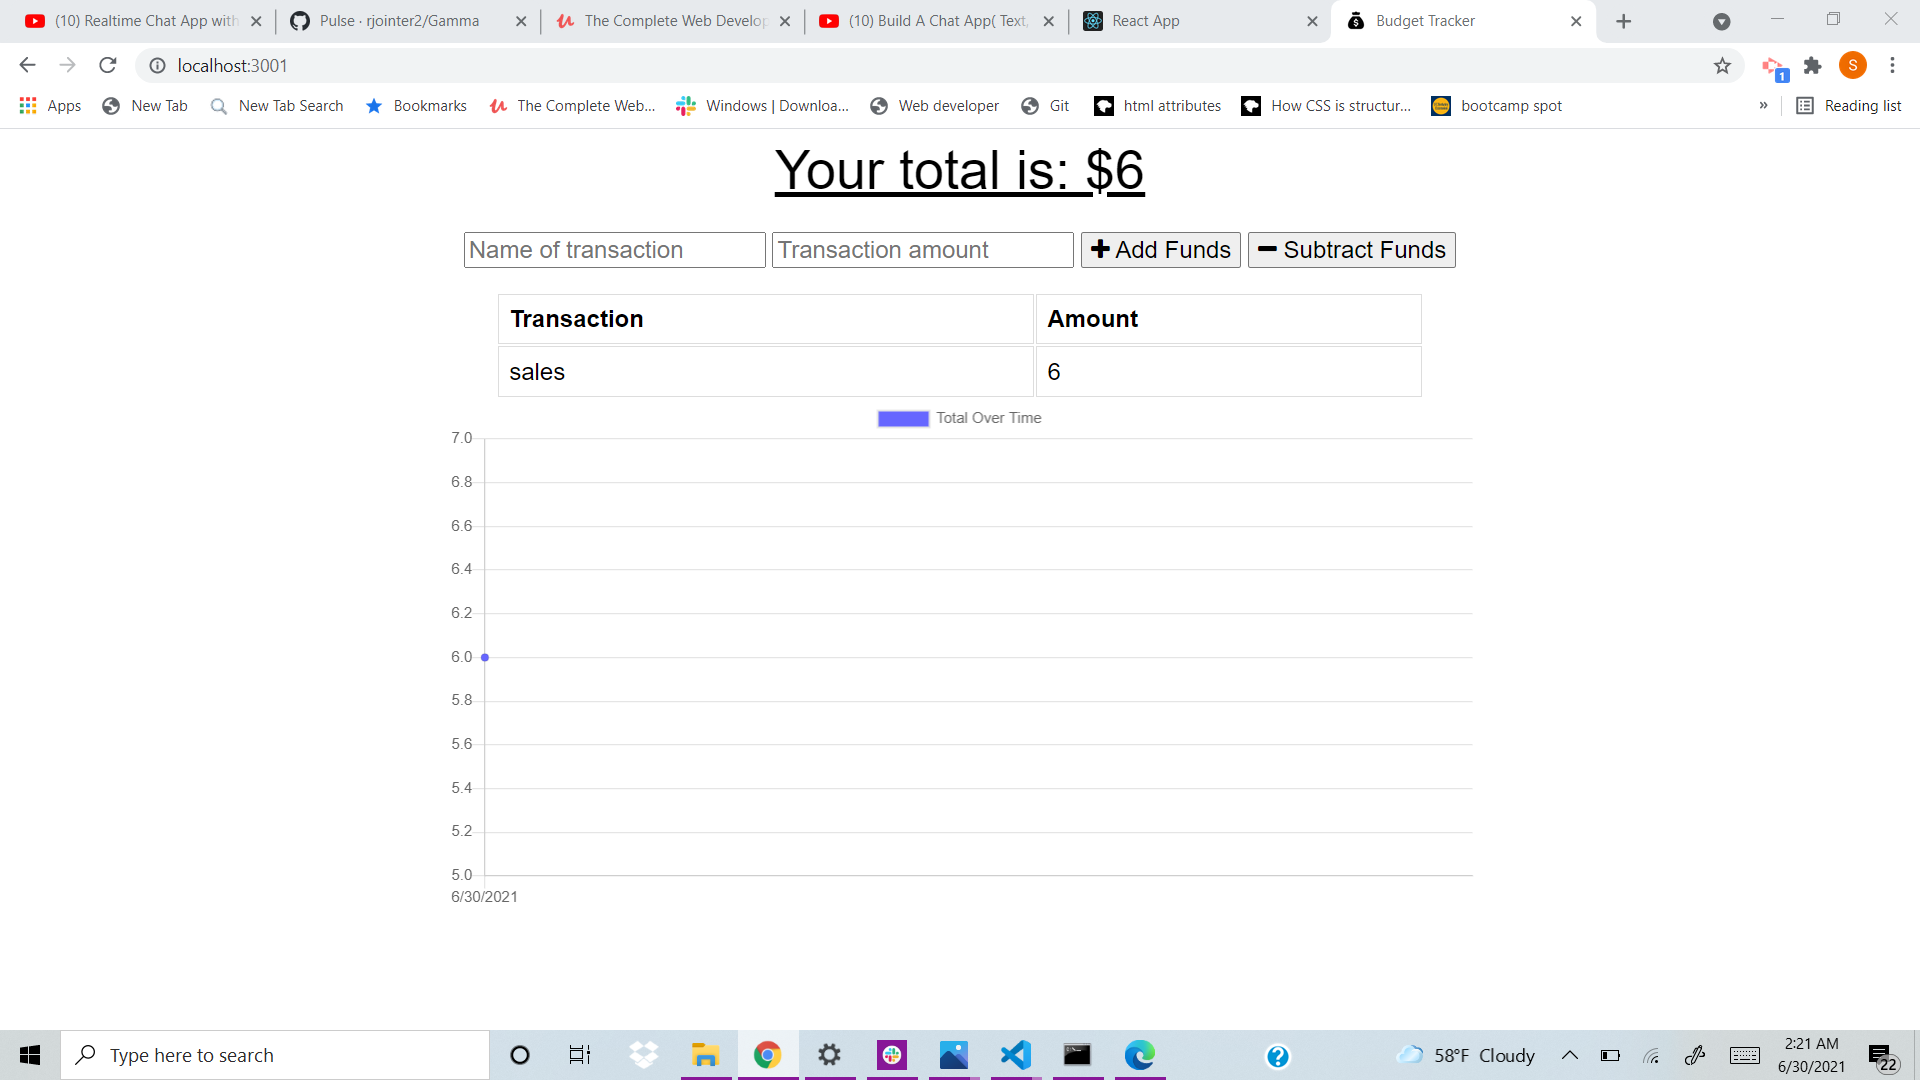 (10) Realtime Chat App with
Pulse · rjointer2/Gamma
The Complete Web Develop
(10) Build A Chat App( Text,
React App
Budget Tracker
localhost:3001
S
1
Apps
New Tab
New Tab Search
Bookmarks
The Complete Web...
Windows | Downloa...
Web developer
Git
html attributes
How CSS is structur...
bootcamp spot
»
Reading list
Your total is: $6
Name of transaction
Transaction amount
Add Funds
Subtract Funds
Transaction Amount
sales 6
Total Over Time
7.0
6.8
6.6
6.4
6.2
6.0
5.8
5.6
5.4
5.2
5.0
6/30/2021
Type here to search
58°F Cloudy
2:21 AM
6/30/2021
22